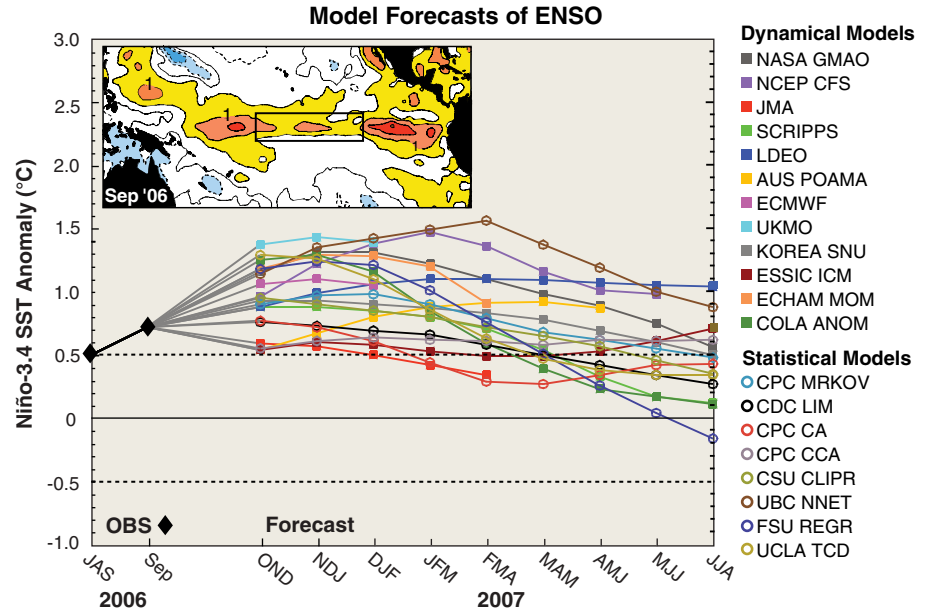 Model Forecasts of ENSO
Niño-3.4 SST Anomaly (°C)
3.0
2.5
2.0
1.5
1.0
0.5
0
-0.5
-1.0
1
1
1
Sep '06
OBS
Forecast
JAS
Sep
OND
NDJ
DJF
JFM
FMA
MAM
AMJ
MJJ
JJA
2006
2007
Dynamical Models
NASA GMAO
NCEP CFS
JMA
SCRIPPS
LDEO
AUS POAMA
ECMWF
UKMO
KOREA SNU
ESSIC ICM
ECHAM MOM
COLA ANOM
Statistical Models
CPC MRKOV
CDC LIM
CPC CA
CPC CCA
CSU CLIPR
UBC NNET
FSU REGR
UCLA TCD